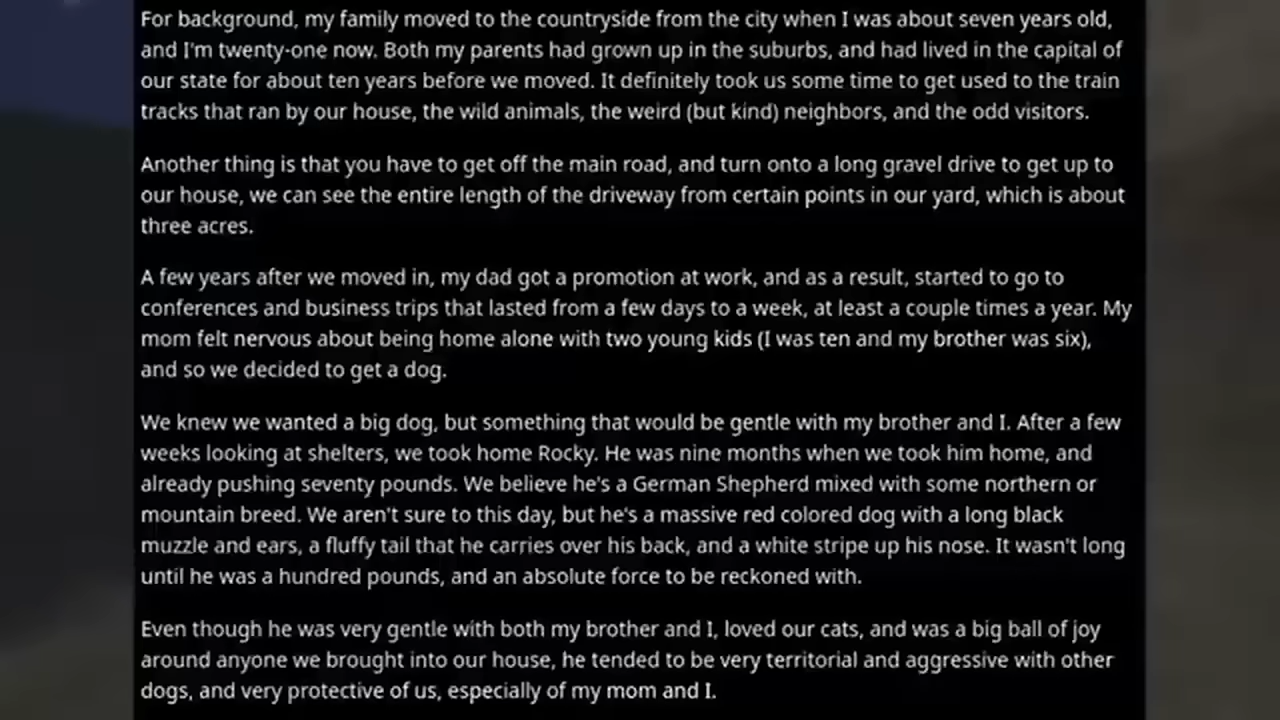 For background, my family moved to the countryside from the city when I was about seven years old,
and I'm twenty-one now. Both my parents had grown up in the suburbs, and had lived in the capital of
our state for about ten years before we moved. It definitely took us some time to get used to the train
tracks that ran by our house, the wild animals, the weird (but kind) neighbors, and the odd visitors.
Another thing is that you have to get off the main road, and turn onto a long gravel drive to get up to
our house, we can see the entire length of the driveway from certain points in our yard, which is about
three acres.
A few years after we moved in, my dad got a promotion at work, and as a result, started to go to
conferences and business trips that lasted from a few days to a week, at least a couple times a year. My
mom felt nervous about being home alone with two young kids (I was ten and my brother was six),
and so we decided to get a dog.
We knew we wanted a big dog, but something that would be gentle with my brother and I. After a few
weeks looking at shelters, we took home Rocky. He was nine months when we took him home, and
already pushing seventy pounds. We believe he's a German Shepherd mixed with some northern or
mountain breed. We aren't sure to this day, but he's a massive red colored dog with a long black
muzzle and ears, a fluffy tail that he carries over his back, and a white stripe up his nose. It wasn't long
until he was a hundred pounds, and an absolute force to be reckoned with.
Even though he was very gentle with both my brother and I, loved our cats, and was a big ball of joy
around anyone we brought into our house, he tended to be very territorial and aggressive with other
dogs, and very protective of us, especially of my mom and I.